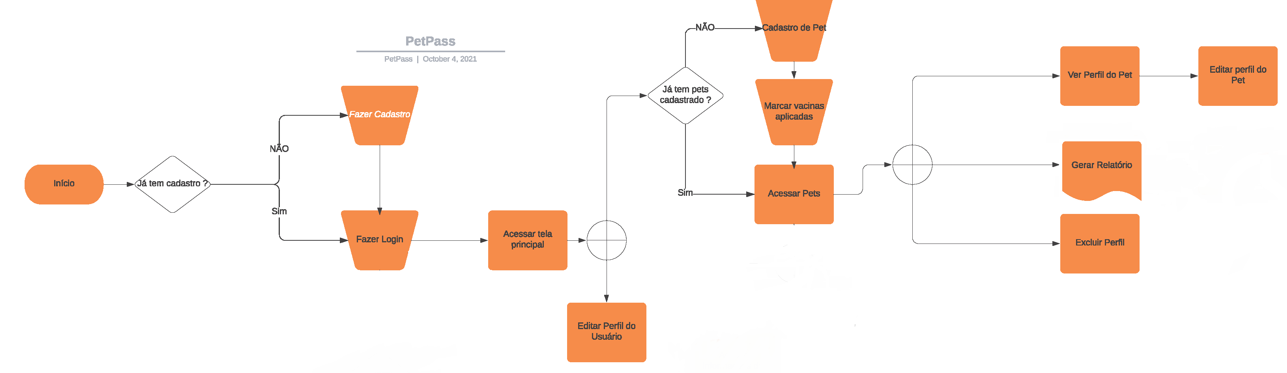 PetPass
PetPass | October 4, 2021
Início
Já tem cadastro ?
NÃO
Sim
Fazer Cadastro
Fazer Login
Acessar tela
principal
Editar Perfil do
Usuário
Já tem pets
cadastrado ?
NÃO
Sim
Cadastro de Pet
Marcar vacinas
aplicadas
Acessar Pets
Ver Perfil do Pet
Editar perfil do
Pet
Gerar Relatório
Excluir Perfil